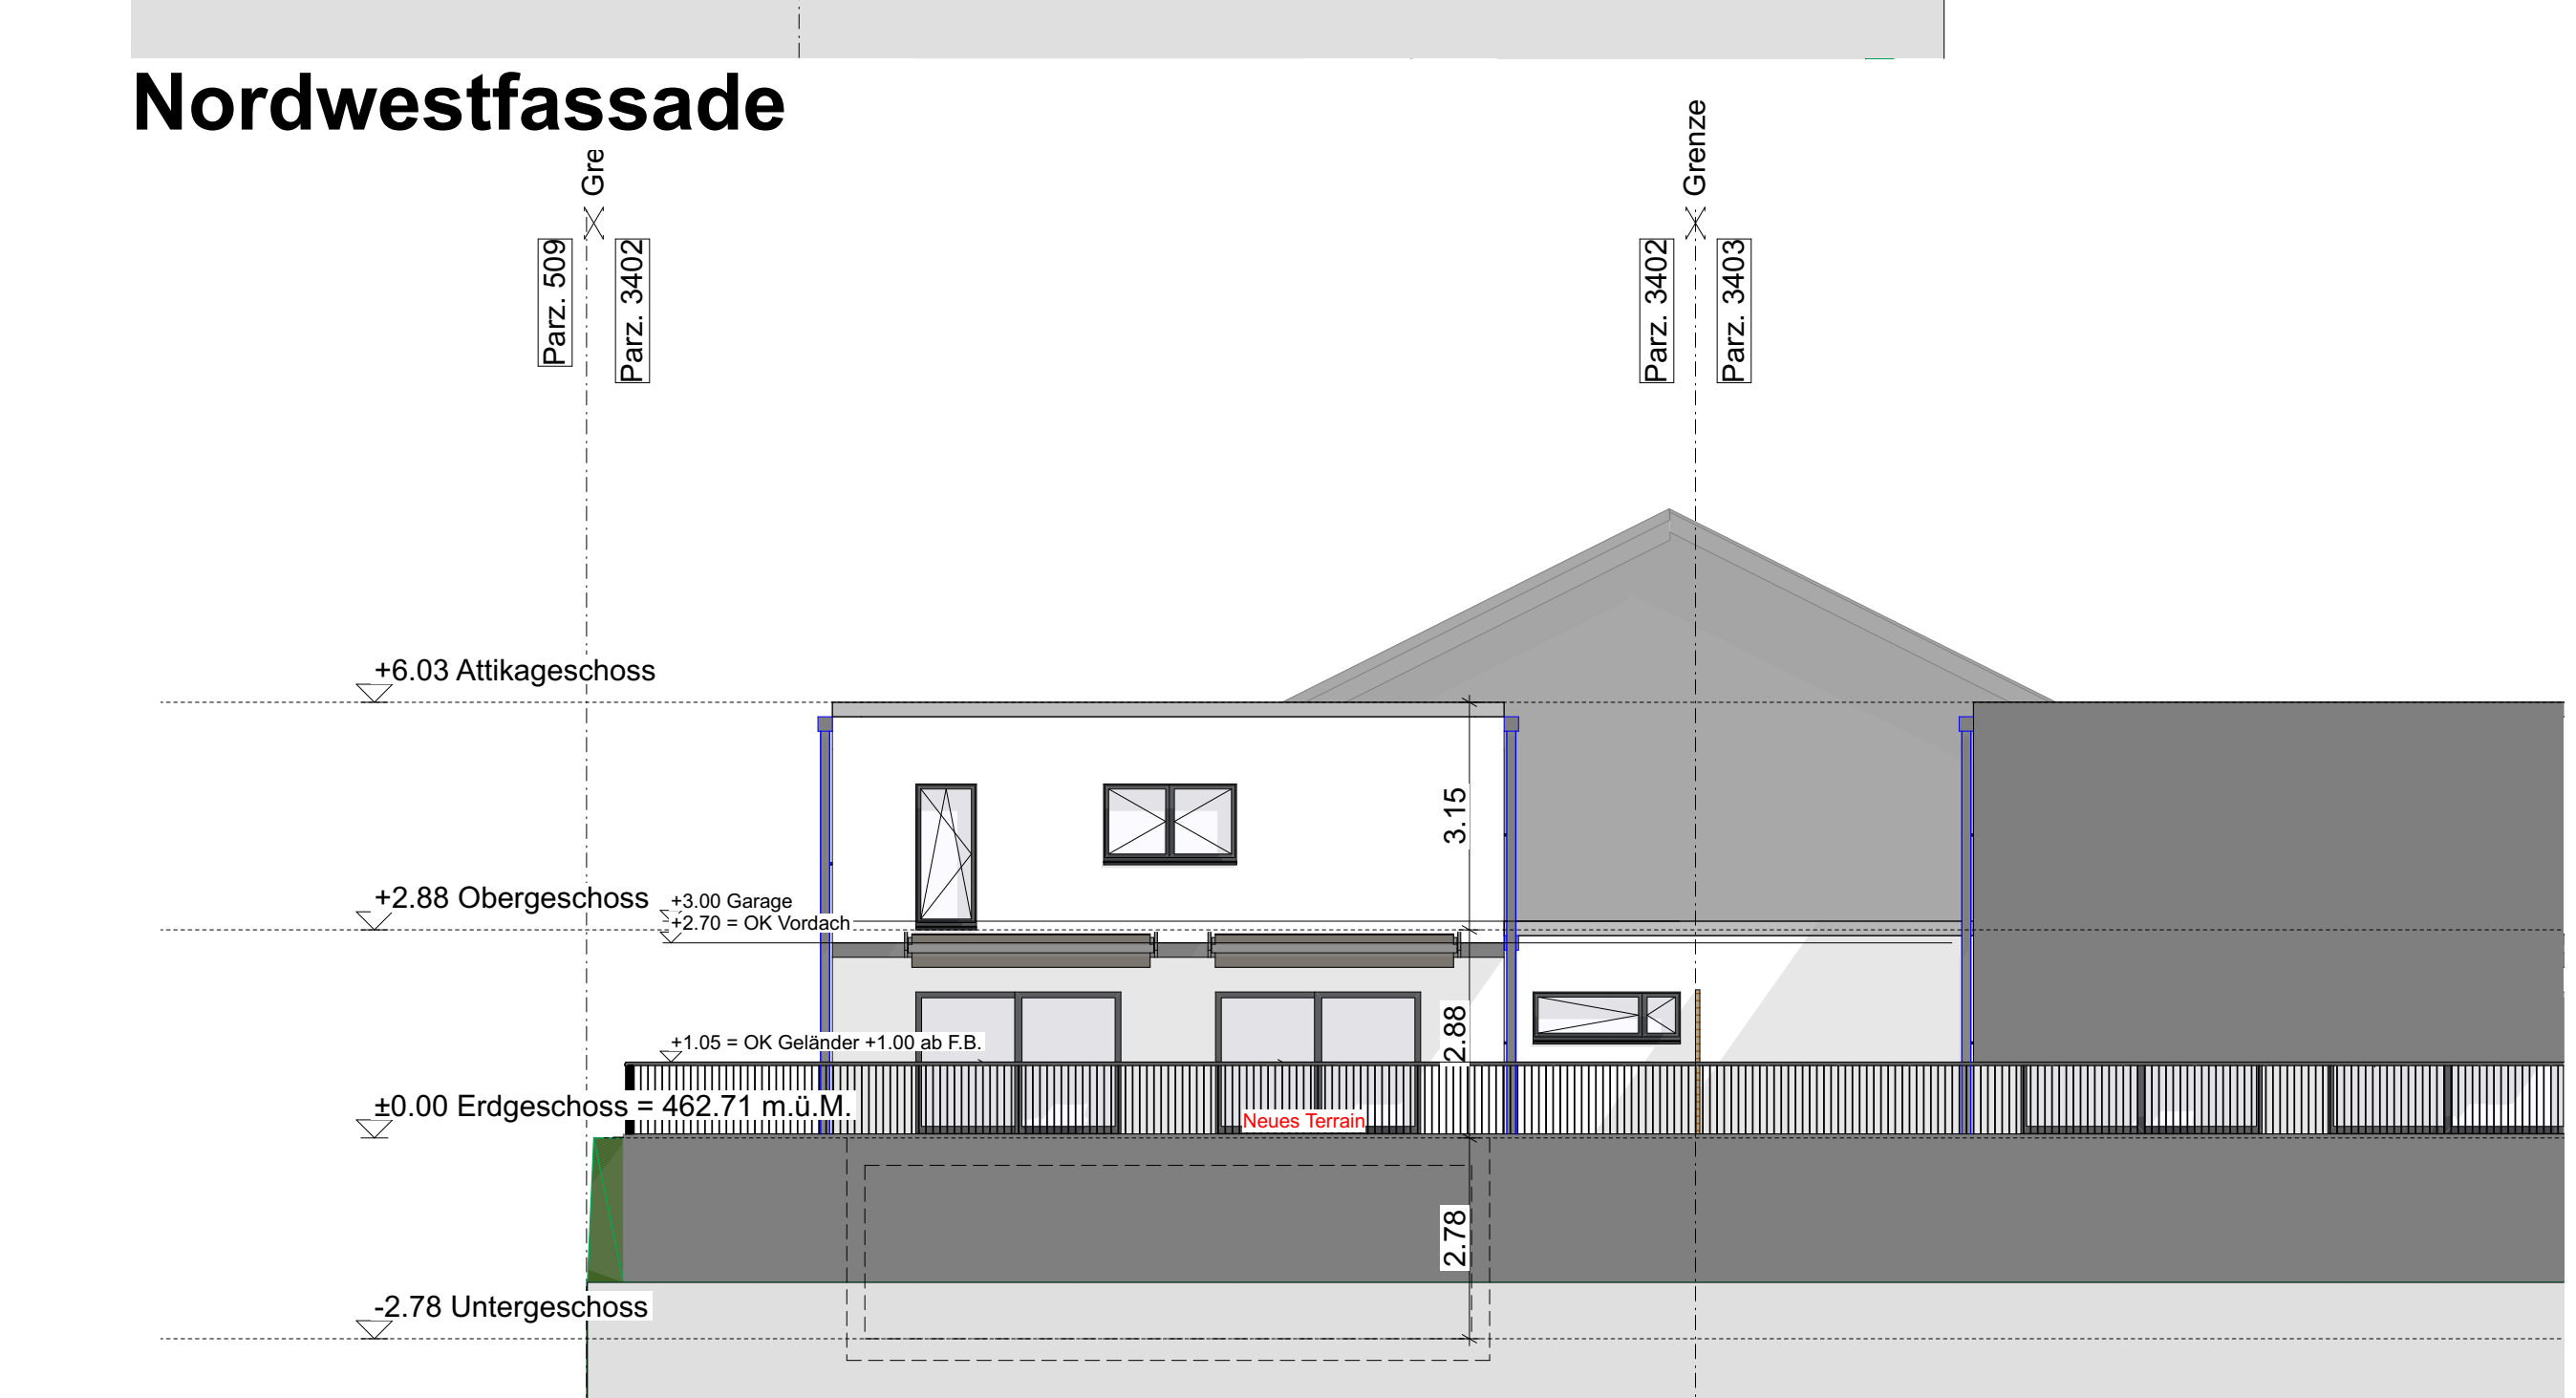 Nordwestfassade
Gre
Grenze
Parz. 509
Parz. 3402
Parz. 3402
Parz. 3403
+6.03 Attikageschoss
3.15
+2.88 Obergeschoss
+3.00 Garage
+2.70 = OK Vordach
2.88
+1.05 = OK Geländer +1.00 ab F.B.
±0.00 Erdgeschoss = 462.71 m.ü.M.
Neues Terrain
2.78
-2.78 Untergeschoss